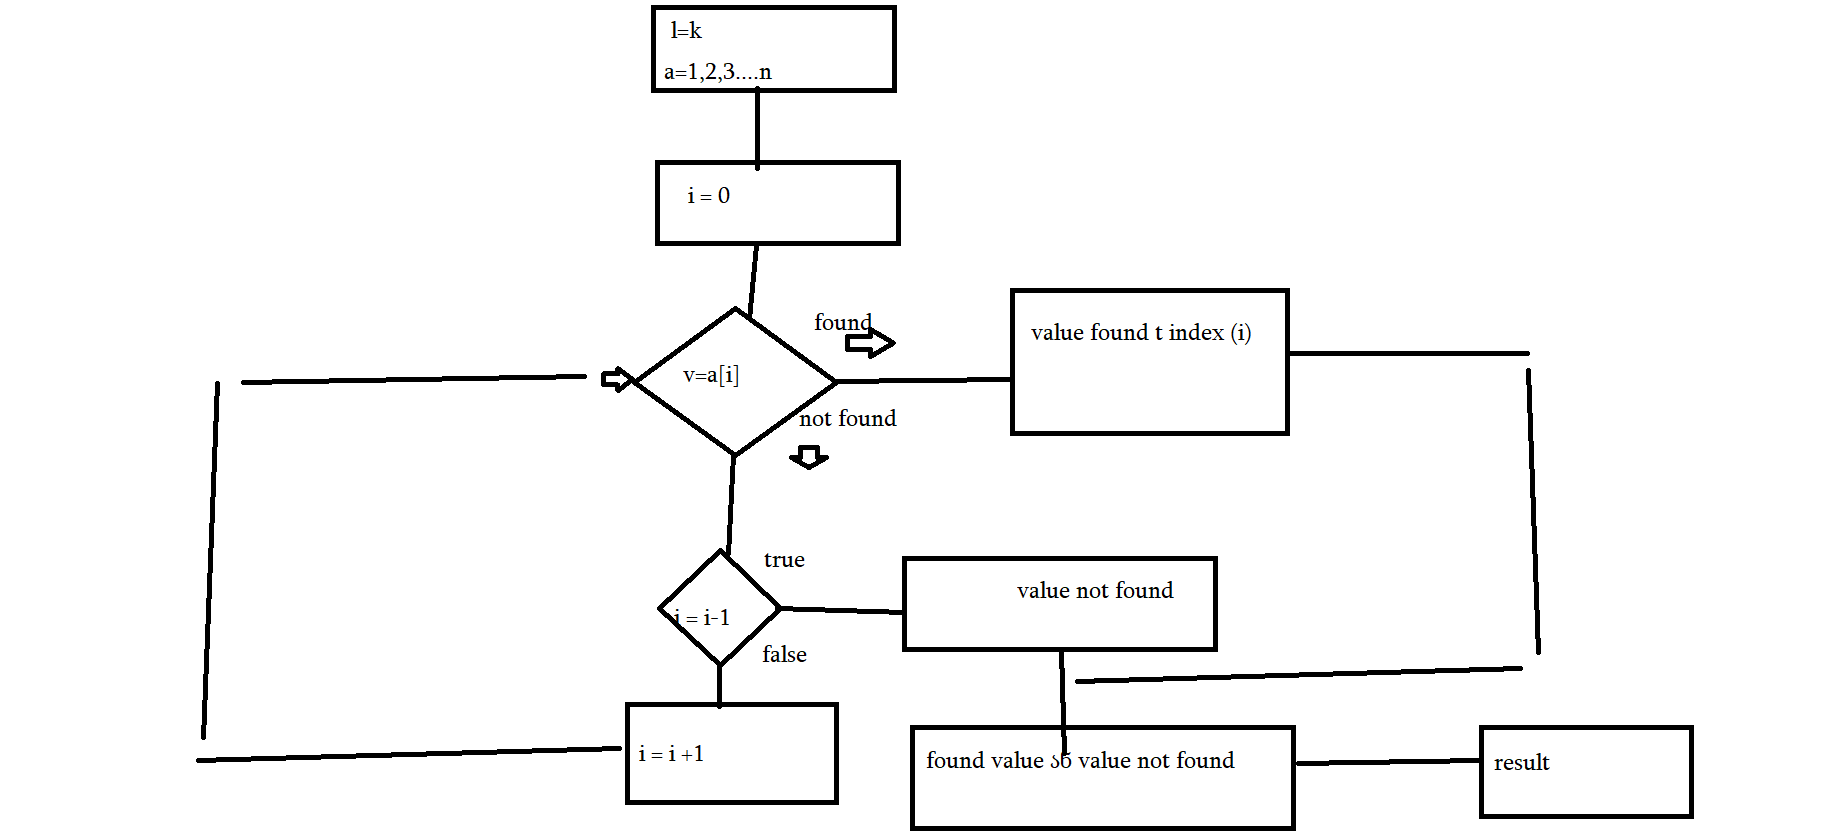 l=k
a=1,2,3....n
i = 0
found
value found t index (i)
v=a[i]
not found
true
value not found
i = i-1
false
i = i +1
found value ან value not found
result